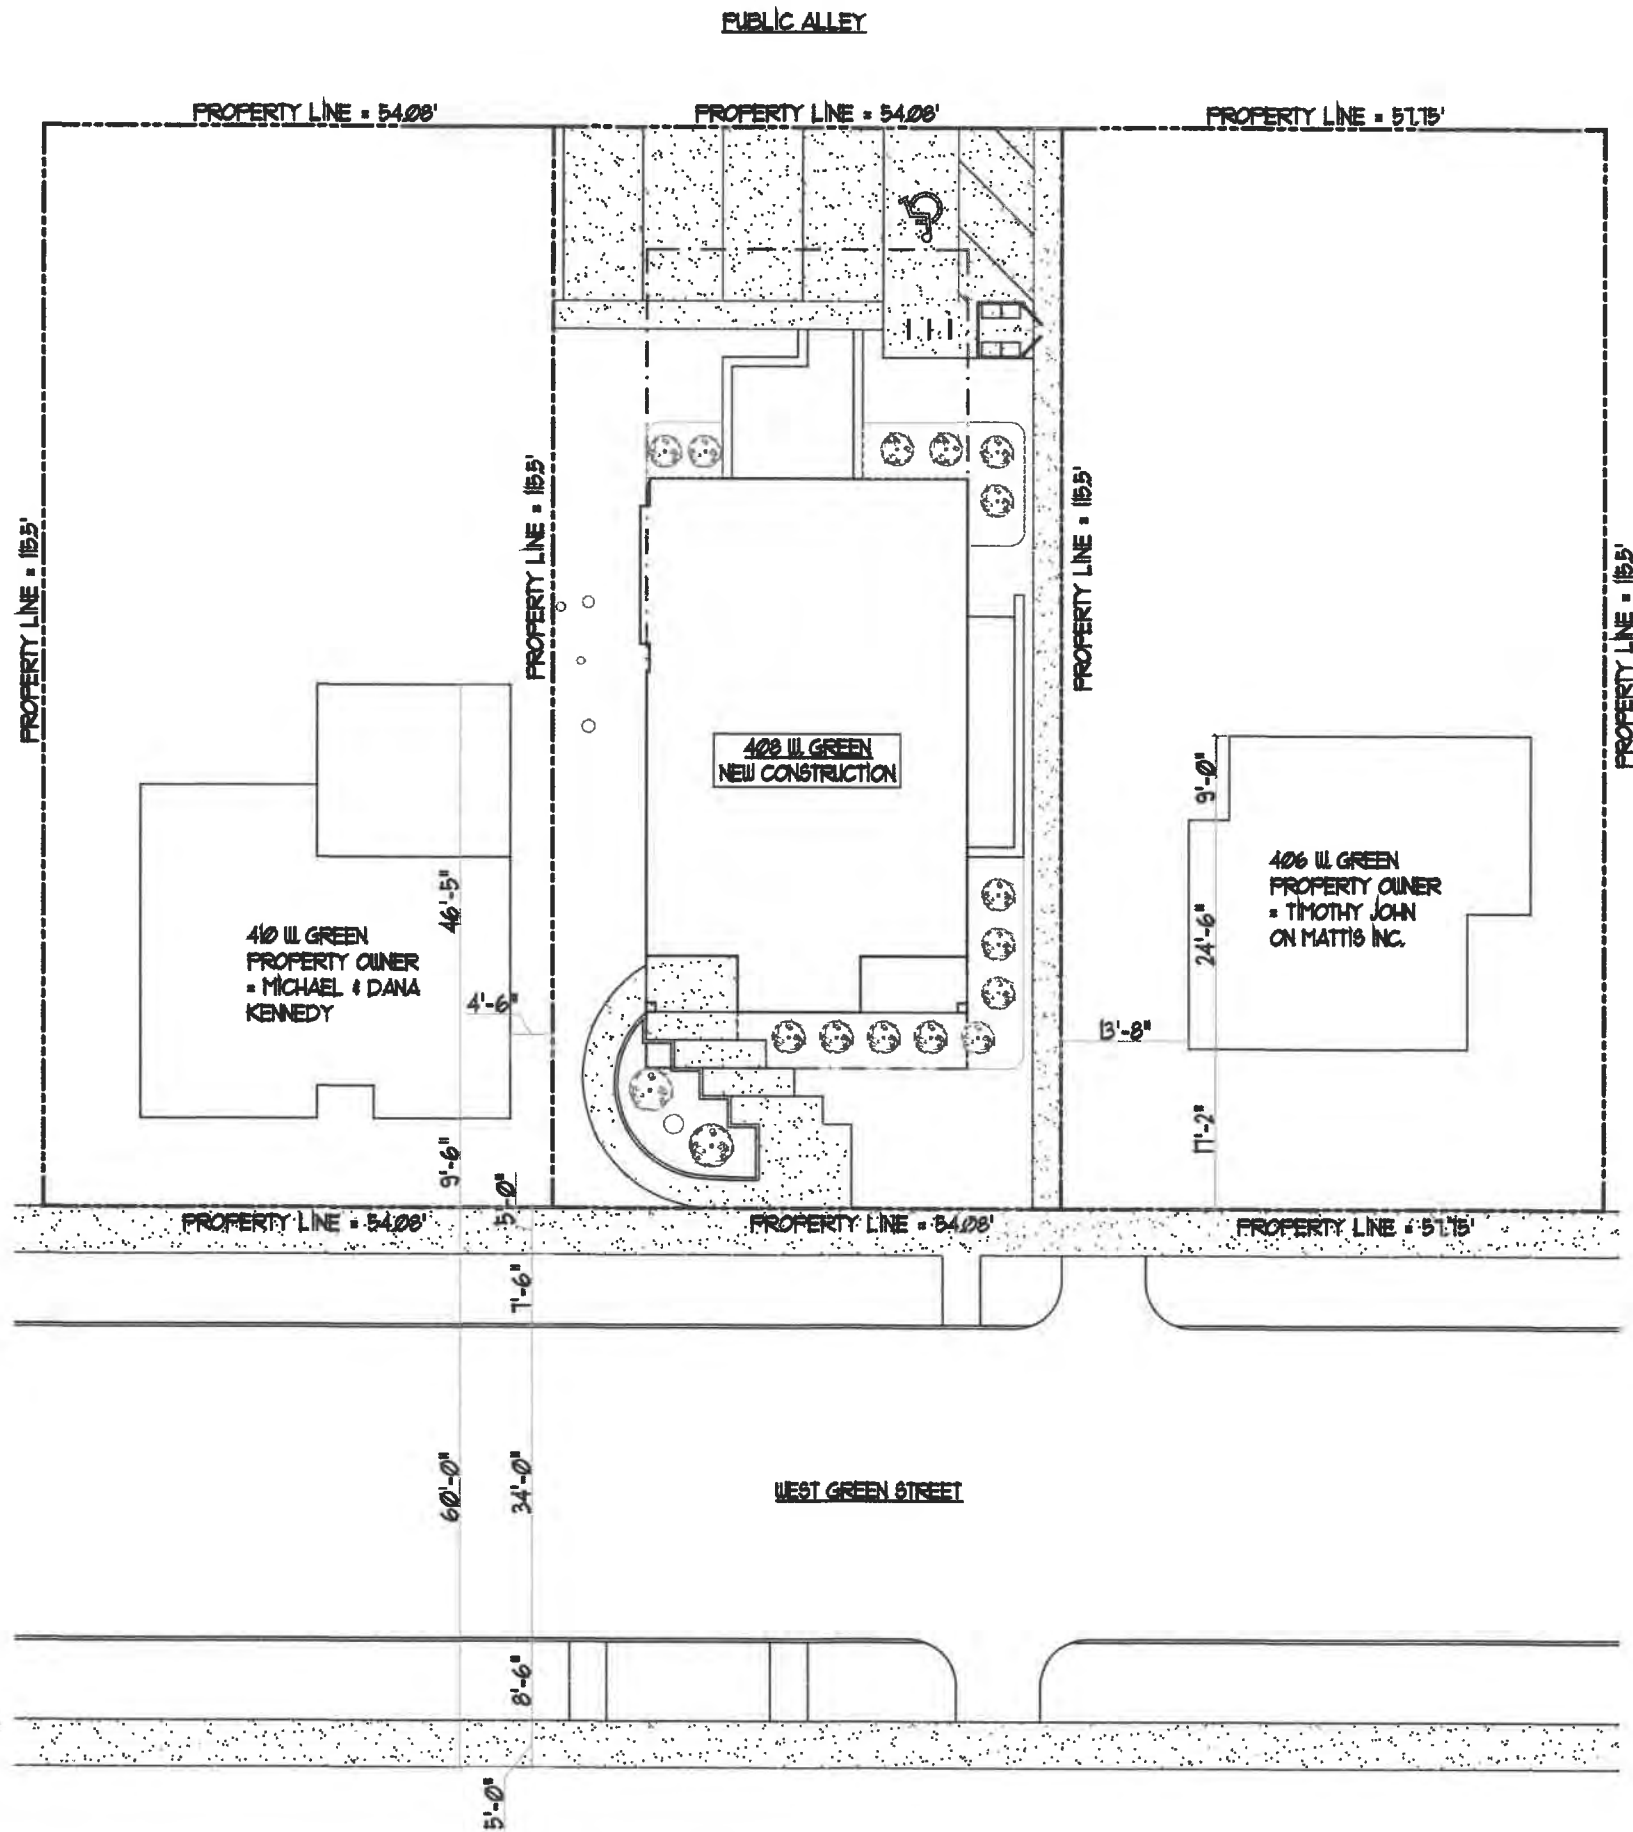 PUBLIC ALLEY
PROPERTY LINE = 54.08'
PROPERTY LINE = 54.08'
PROPERTY LINE = 57.75'
PROPERTY LINE = 115.5'
PROPERTY LINE = 115.5'
PROPERTY LINE = 115.5'
PROPERTY LINE = 115.5'
408 W. GREEN
NEW CONSTRUCTION
9'-0"
24'-6"
406 W. GREEN
PROPERTY OWNER
= TIMOTHY JOHN
ON MATTIS INC.
46'-5"
410 W. GREEN
PROPERTY OWNER
= MICHAEL & DANA
KENNEDY
4'-6"
13'-8"
17'-2"
9'-6"
5'-0"
PROPERTY LINE = 54.08'
PROPERTY LINE = 54.08'
PROPERTY LINE = 57.75'
7'-6"
60'-0"
34'-0"
WEST GREEN STREET
8'-6"
5'-0"